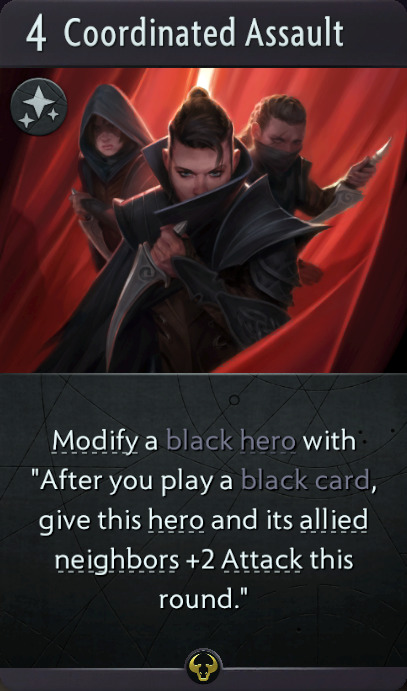 4 Coordinated Assault
Modify a black hero with
"After you play a black card,
give this hero and its allied
neighbors +2 Attack this
round."